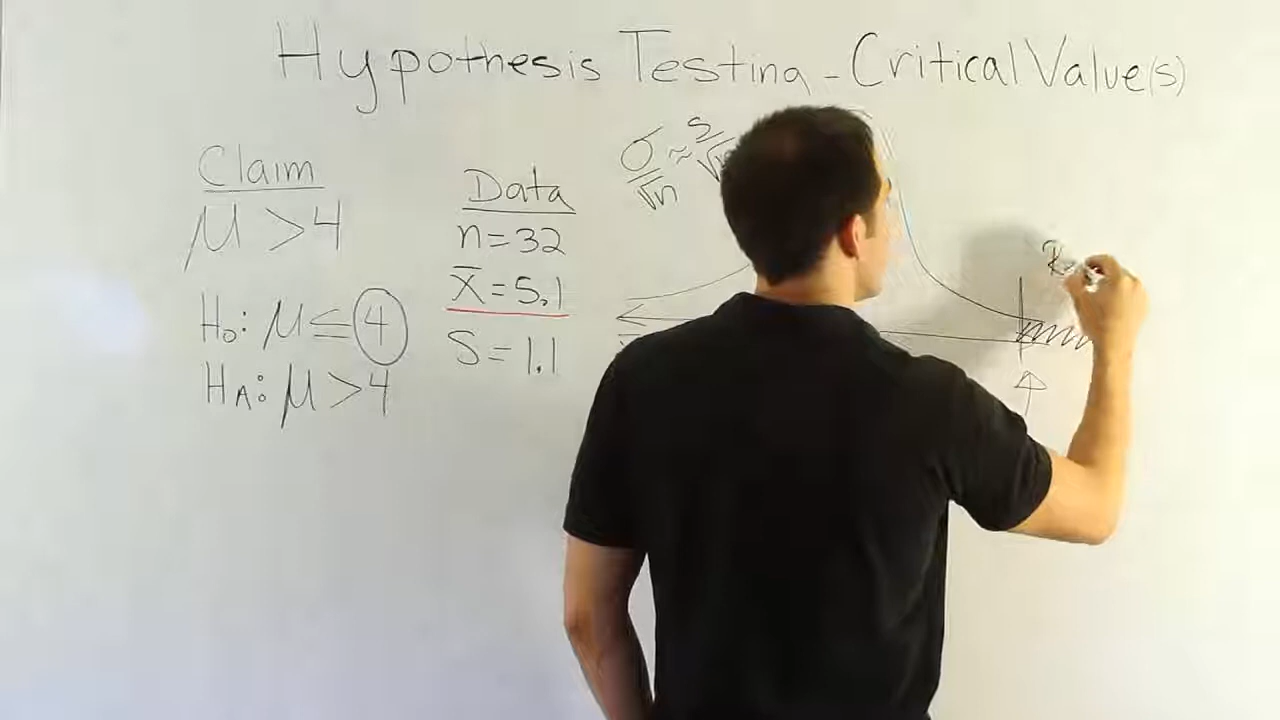 Hypothesis Testing - Critical Value(s)
Claim
μ > 4
H₀: μ ≤ 4
Hₐ: μ > 4
Data
n = 32
x̄ = 5.1
S = 1.1
σ/√n ≈ S/√